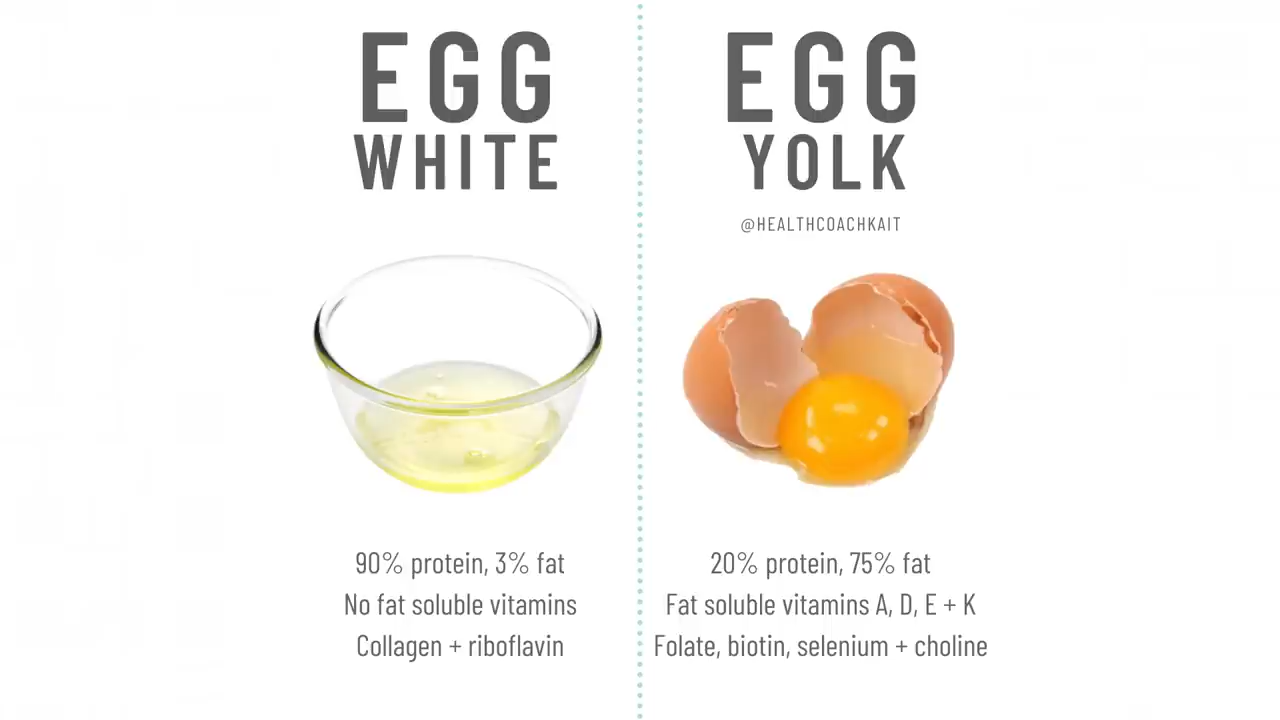 EGG
WHITE
90% protein, 3% fat
No fat soluble vitamins
Collagen + riboflavin
EGG
YOLK
@HEALTHCOACHKAIT
20% protein, 75% fat
Fat soluble vitamins A, D, E + K
Folate, biotin, selenium + choline